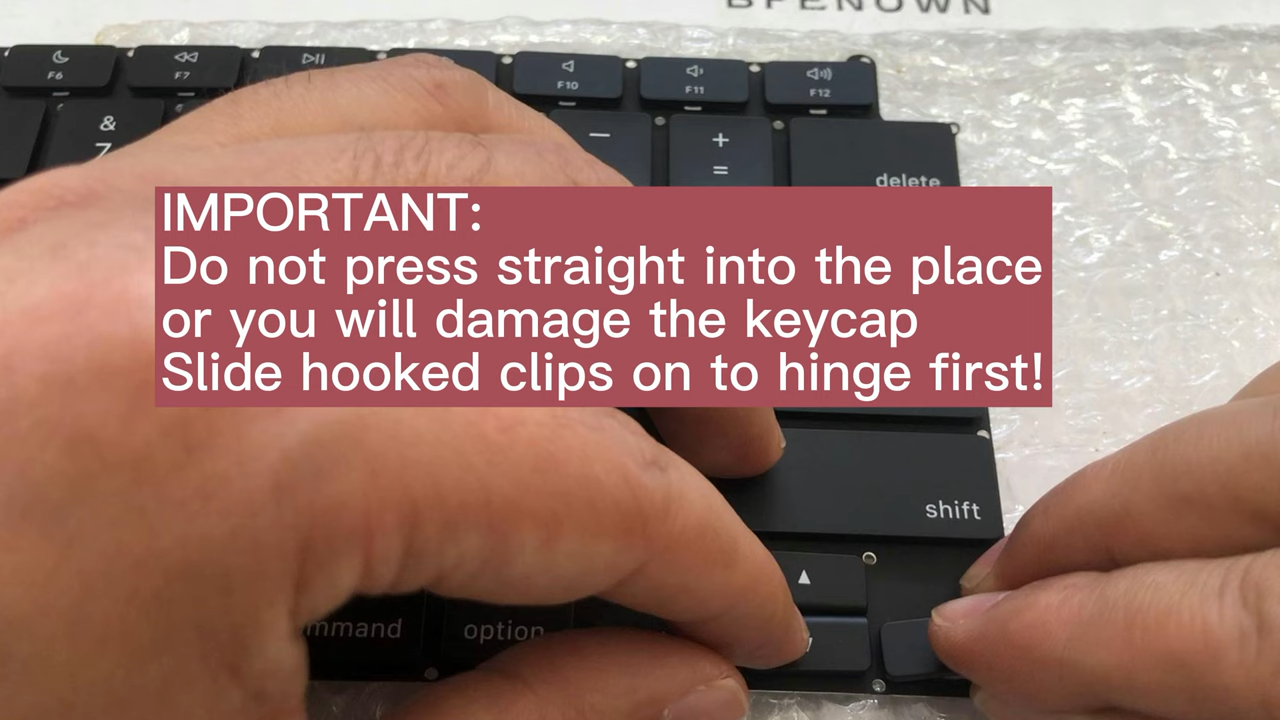 BFENOWN
F6
F7
F10
F11
F12
&
7
—
+
=
delete
IMPORTANT:
Do not press straight into the place
or you will damage the keycap
Slide hooked clips on to hinge first!
shift
option